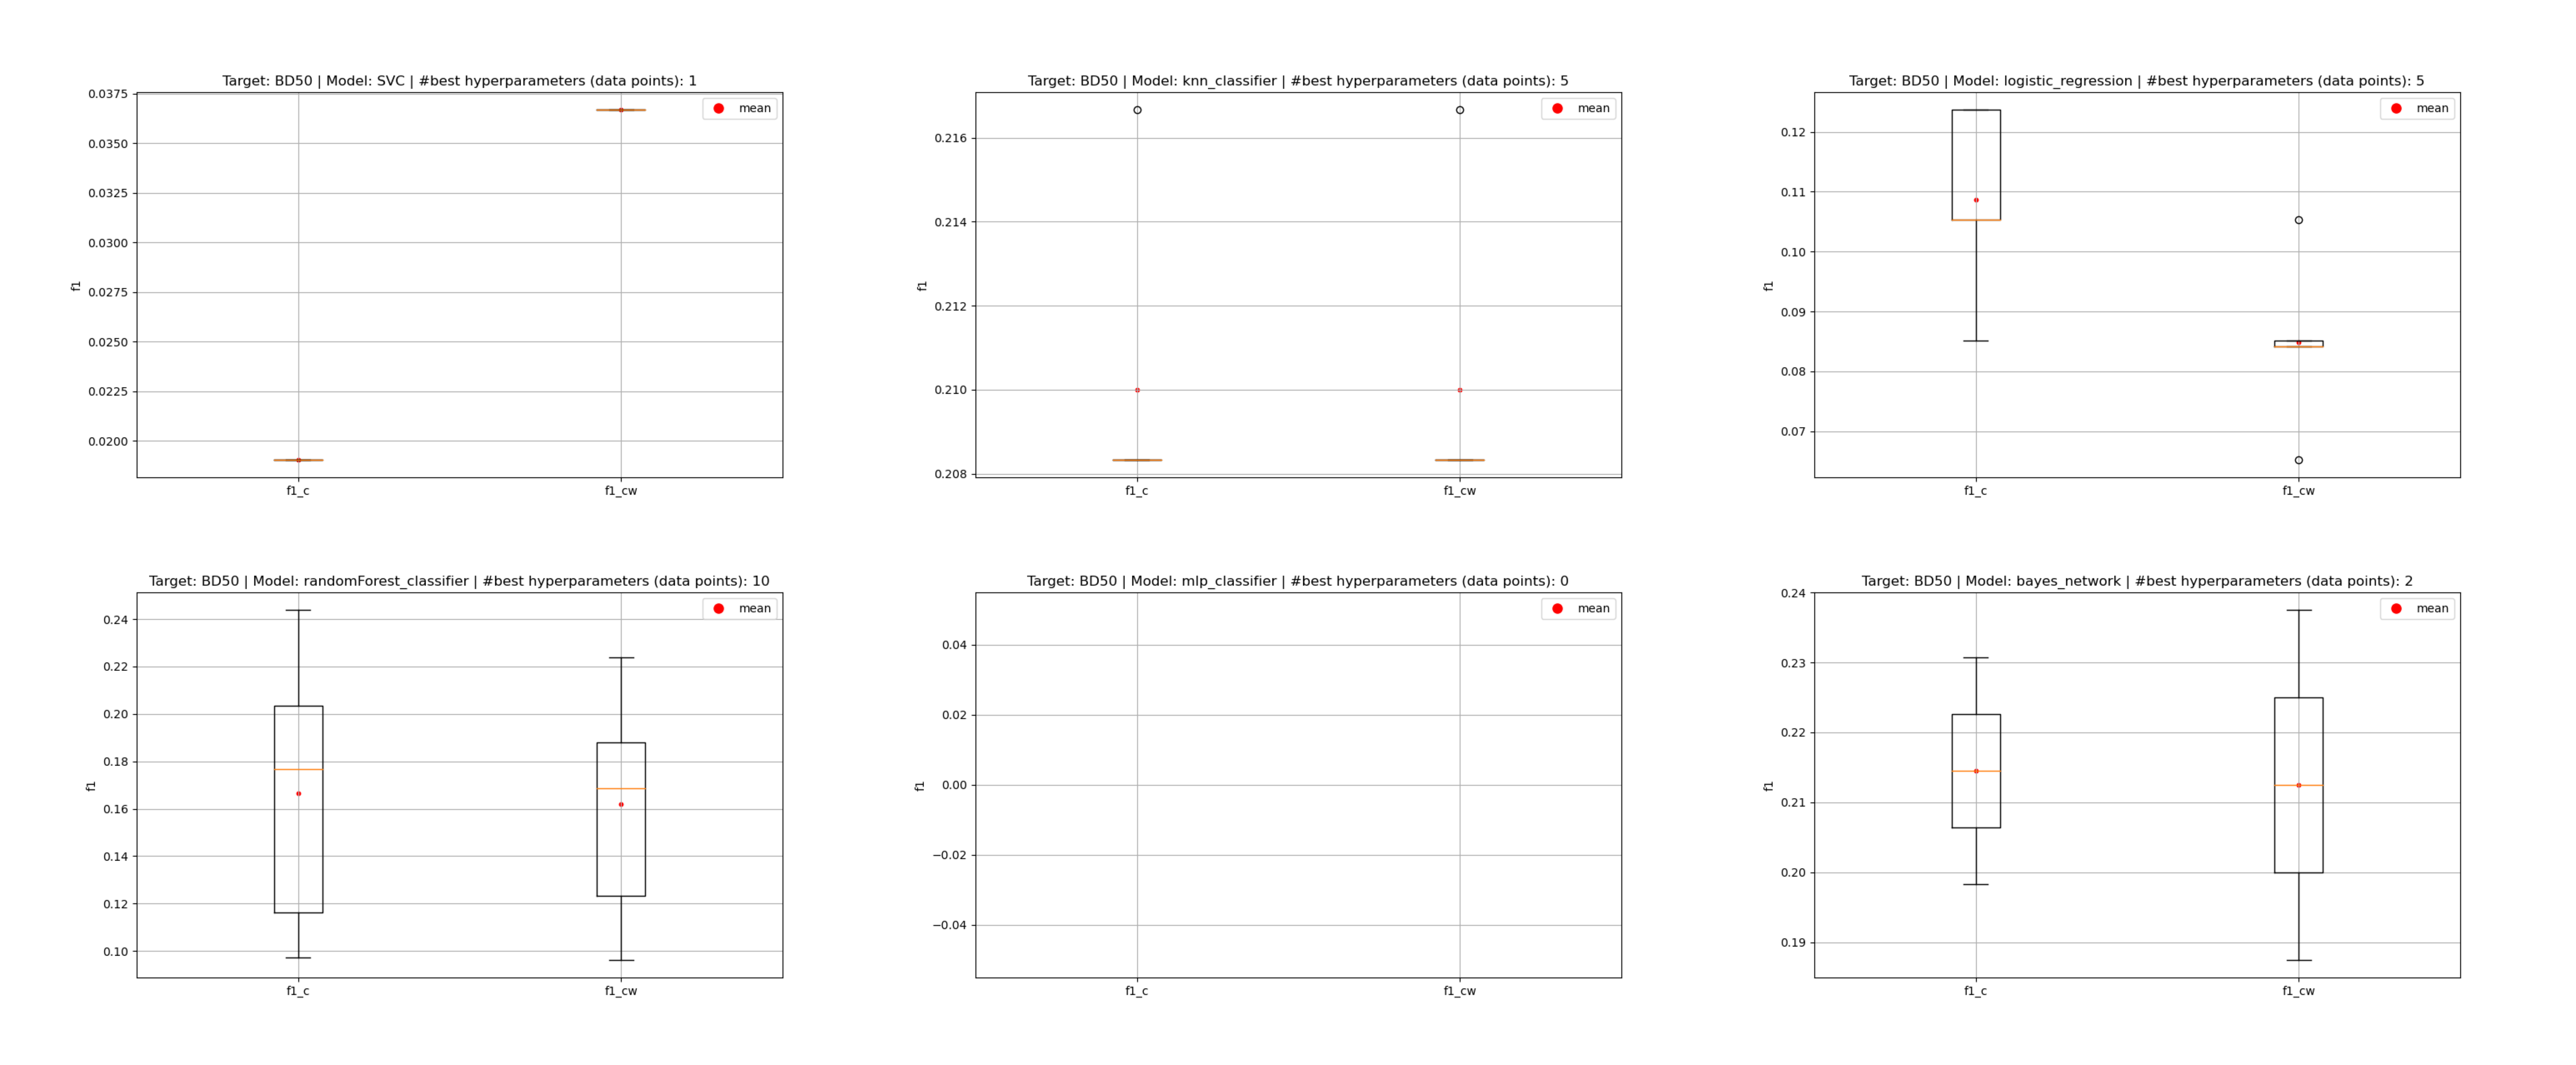 Target: BD50 | Model: SVC | #best hyperparameters (data points): 1
mean
0.0375
0.0350
0.0325
0.0300
0.0275
0.0250
0.0225
0.0200
f1
f1_c
f1_cw
Target: BD50 | Model: knn_classifier | #best hyperparameters (data points): 5
mean
0.216
0.214
0.212
0.210
0.208
f1
f1_c
f1_cw
Target: BD50 | Model: logistic_regression | #best hyperparameters (data points): 5
mean
0.12
0.11
0.10
0.09
0.08
0.07
f1
f1_c
f1_cw
Target: BD50 | Model: randomForest_classifier | #best hyperparameters (data points): 10
mean
0.24
0.22
0.20
0.18
0.16
0.14
0.12
0.10
f1
f1_c
f1_cw
Target: BD50 | Model: mlp_classifier | #best hyperparameters (data points): 0
mean
0.04
0.02
0.00
−0.02
−0.04
f1
f1_c
f1_cw
Target: BD50 | Model: bayes_network | #best hyperparameters (data points): 2
mean
0.24
0.23
0.22
0.21
0.20
0.19
f1
f1_c
f1_cw